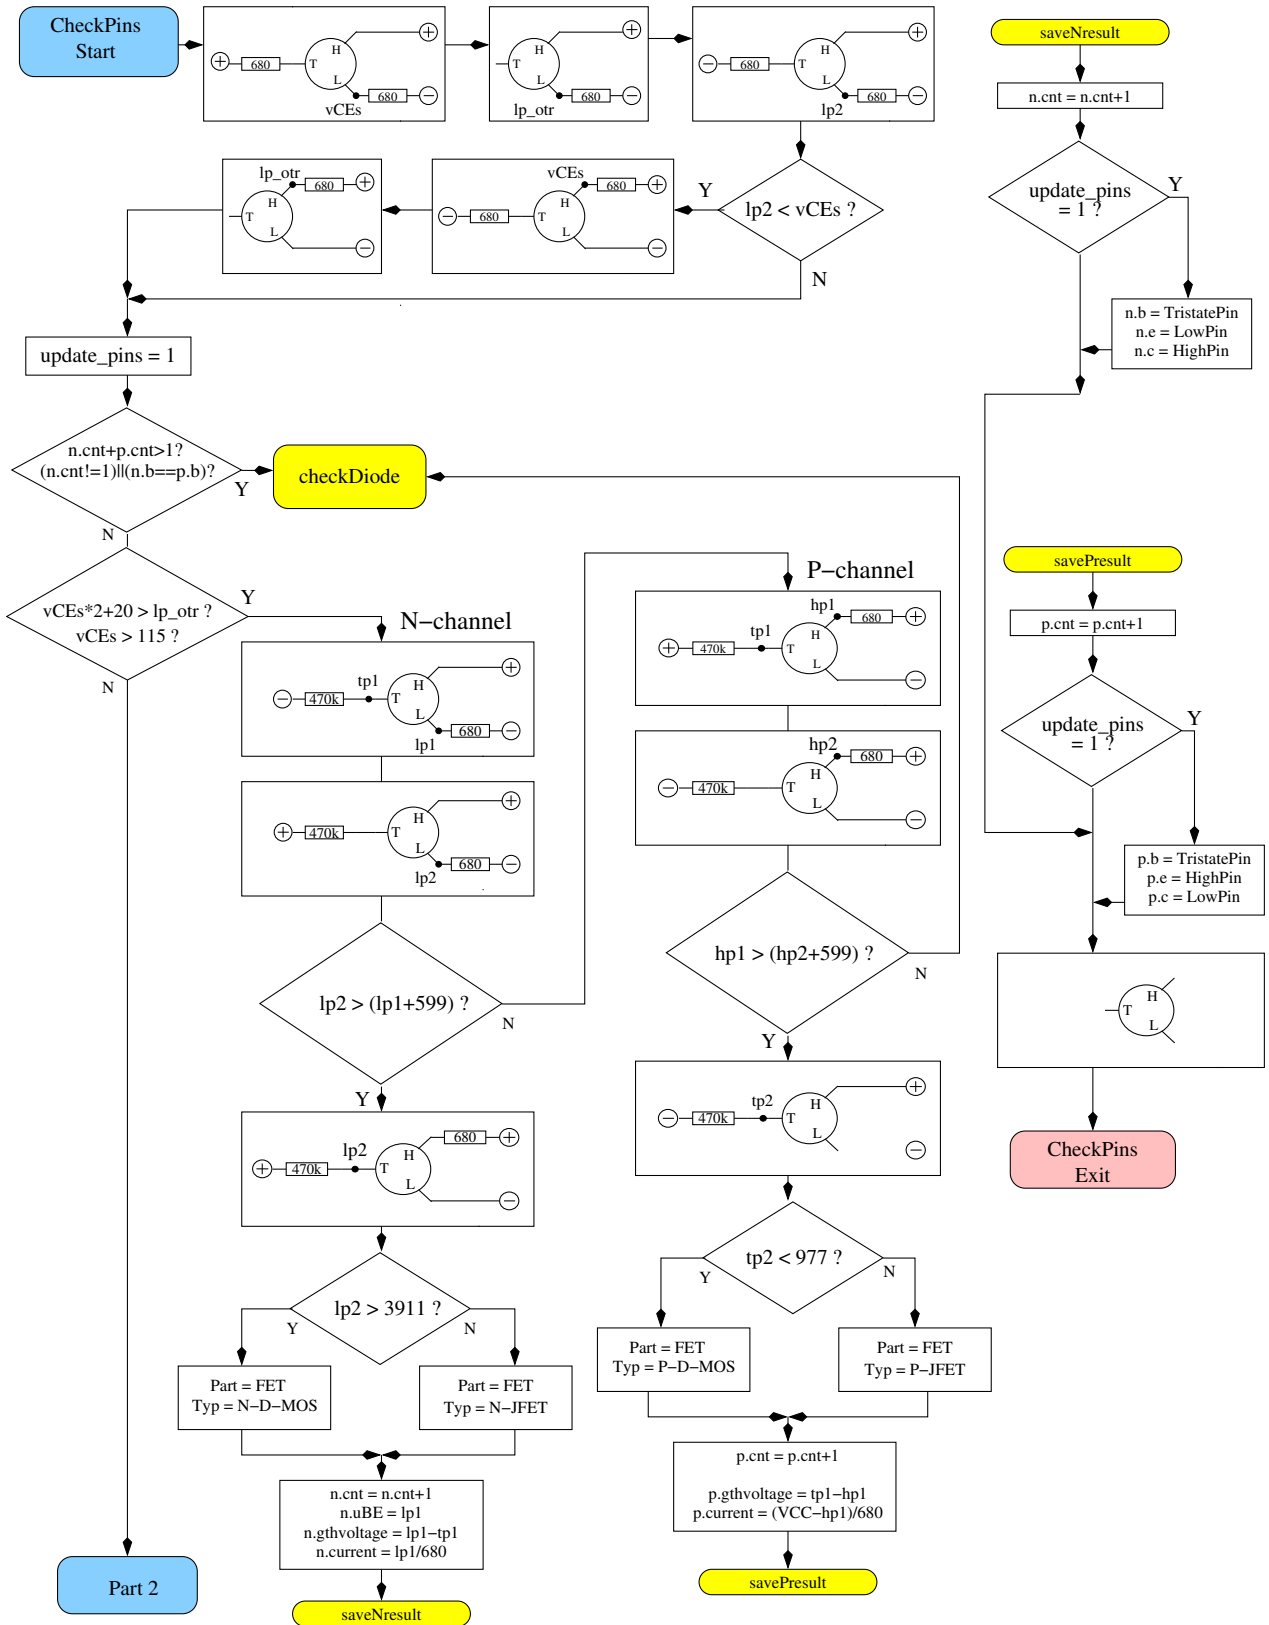 CheckPins
Start
H
T
L
+
680
+
680
−
vCEs
H
T
L
+
680
−
lp_otr
H
T
L
−
680
+
680
−
lp2
lp2 < vCEs ?
Y
N
vCEs
680
+
−
680
T
H
L
−
lp_otr
680
+
T
H
L
−
update_pins = 1
n.cnt+p.cnt>1?
(n.cnt!=1)||(n.b==p.b)?
Y
N
checkDiode
vCEs*2+20 > lp_otr ?
vCEs > 115 ?
Y
N
N−channel
tp1
−
470k
T
H
L
+
680
−
lp1
+
470k
T
H
L
+
680
−
lp2
lp2 > (lp1+599) ?
N
Y
lp2
+
470k
T
H
L
680
+
−
lp2 > 3911 ?
Y
N
Part = FET
Typ = N−D−MOS
Part = FET
Typ = N−JFET
n.cnt = n.cnt+1
n.uBE = lp1
n.gthvoltage = lp1−tp1
n.current = lp1/680
saveNresult
Part 2
P−channel
hp1
tp1
+
470k
T
H
L
680
+
−
hp2
−
470k
T
H
L
680
+
−
hp1 > (hp2+599) ?
N
Y
tp2
−
470k
T
H
L
+
−
tp2 < 977 ?
Y
N
Part = FET
Typ = P−D−MOS
Part = FET
Typ = P−JFET
p.cnt = p.cnt+1
p.gthvoltage = tp1−hp1
p.current = (VCC−hp1)/680
savePresult
saveNresult
n.cnt = n.cnt+1
update_pins
= 1 ?
Y
n.b = TristatePin
n.e = LowPin
n.c = HighPin
savePresult
p.cnt = p.cnt+1
update_pins
= 1 ?
Y
p.b = TristatePin
p.e = HighPin
p.c = LowPin
H
T
L
CheckPins
Exit